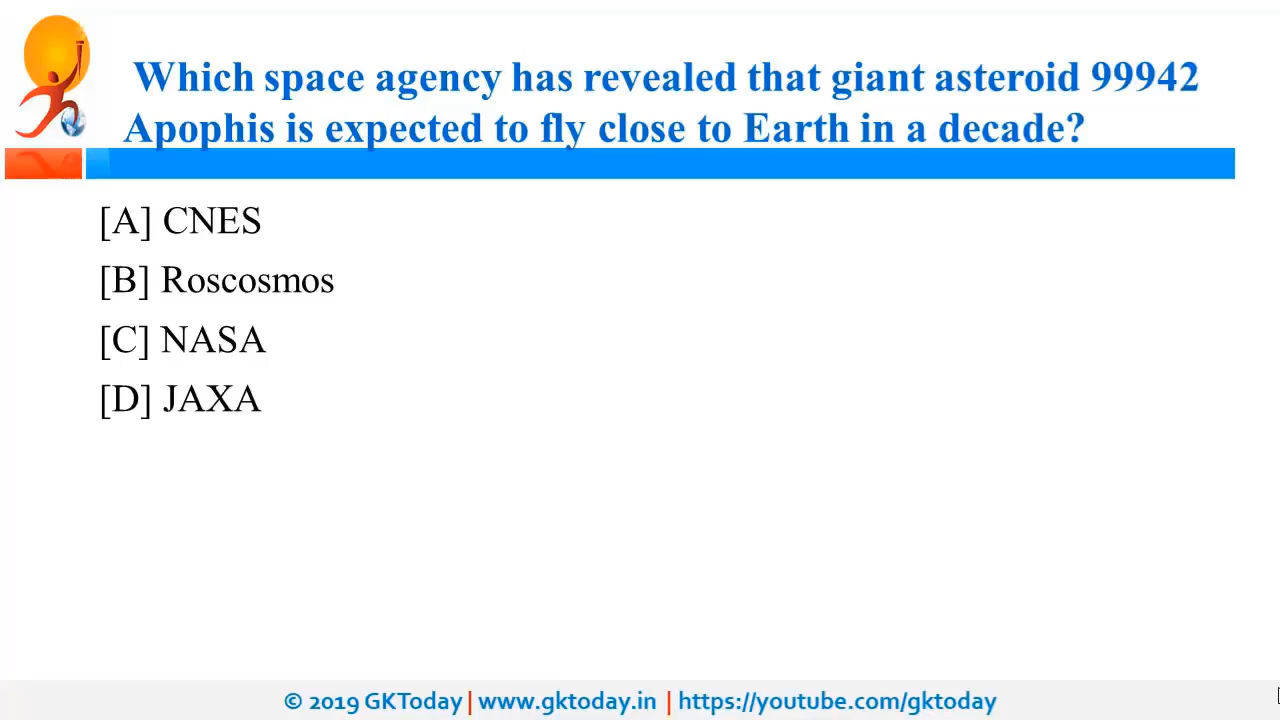 Which space agency has revealed that giant asteroid 99942
Apophis is expected to fly close to Earth in a decade?
[A] CNES
[B] Roscosmos
[C] NASA
[D] JAXA
© 2019 GKToday | www.gktoday.in | https://youtube.com/gktoday